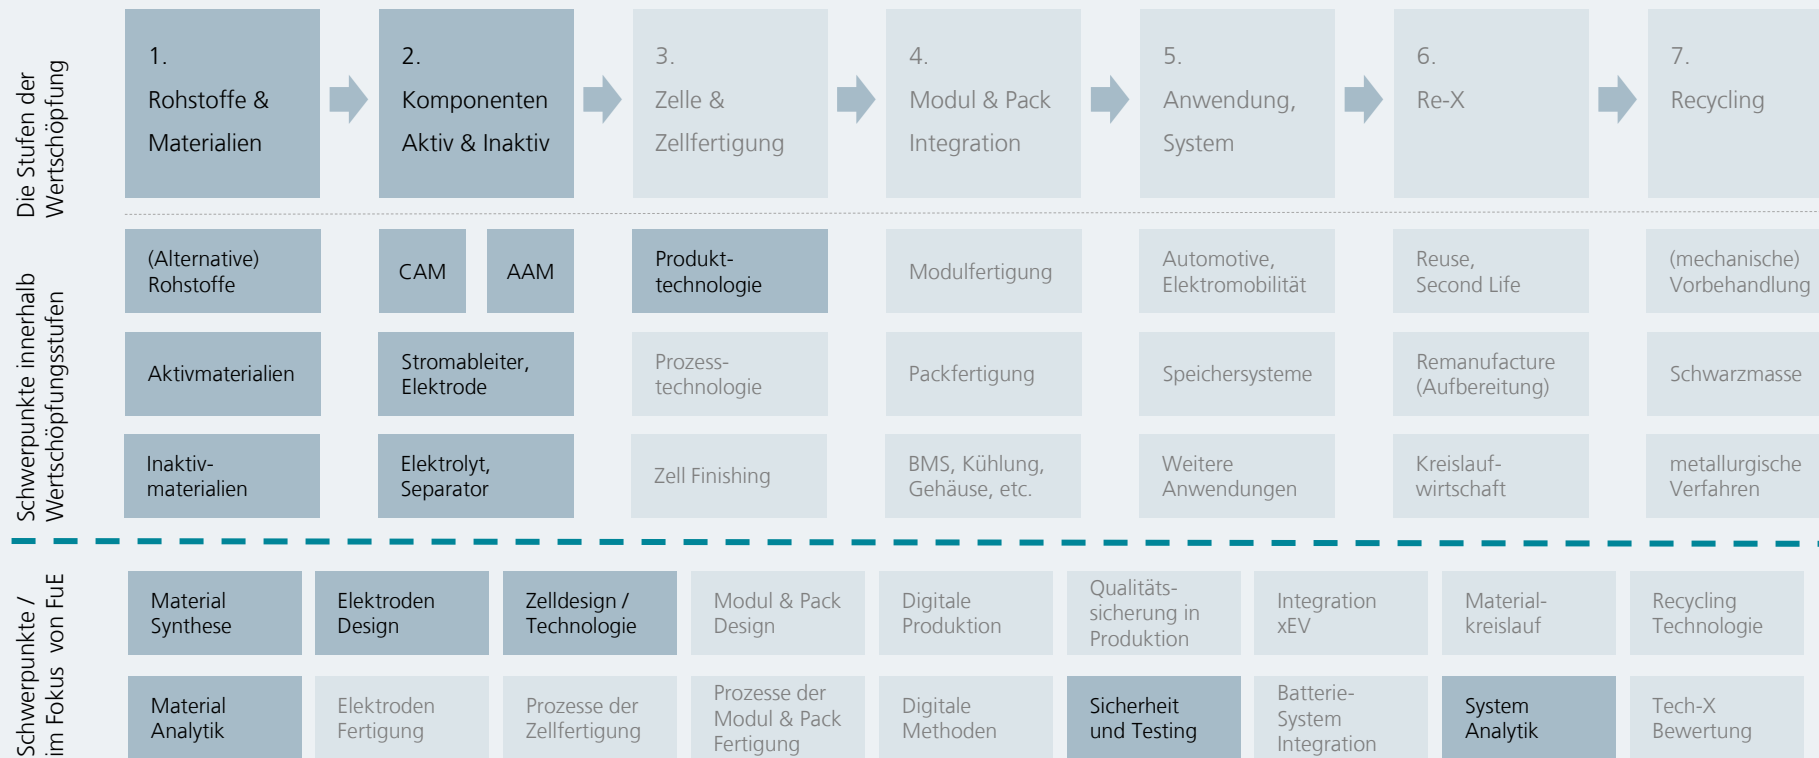 Die Stufen der
Wertschöpfung
1.
Rohstoffe &
Materialien
2.
Komponenten
Aktiv & Inaktiv
3.
Zelle &
Zellfertigung
4.
Modul & Pack
Integration
5.
Anwendung,
System
6.
Re-X
7.
Recycling
Schwerpunkte innerhalb
Wertschöpfungsstufen
(Alternative)
Rohstoffe
CAM
AAM
Produkt-
technologie
Modulfertigung
Automotive,
Elektromobilität
Reuse,
Second Life
(mechanische)
Vorbehandlung
Aktivmaterialien
Stromableiter,
Elektrode
Prozess-
technologie
Packfertigung
Speichersysteme
Remanufacture
(Aufbereitung)
Schwarzmasse
Inaktiv-
materialien
Elektrolyt,
Separator
Zell Finishing
BMS, Kühlung,
Gehäuse, etc.
Weitere
Anwendungen
Kreislauf-
wirtschaft
metallurgische
Verfahren
Schwerpunkte /
im Fokus von FuE
Material
Synthese
Elektroden
Design
Zelldesign /
Technologie
Modul & Pack
Design
Digitale
Produktion
Qualitäts-
sicherung in
Produktion
Integration
xEV
Material-
kreislauf
Recycling
Technologie
Material
Analytik
Elektroden
Fertigung
Prozesse der
Zellfertigung
Prozesse der
Modul & Pack
Fertigung
Digitale
Methoden
Sicherheit
und Testing
Batterie-
System
Integration
System
Analytik
Tech-X
Bewertung